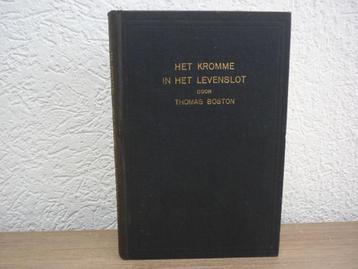 HET KROMME
IN HET LEVENSLOT
DOOR
THOMAS BOSTON